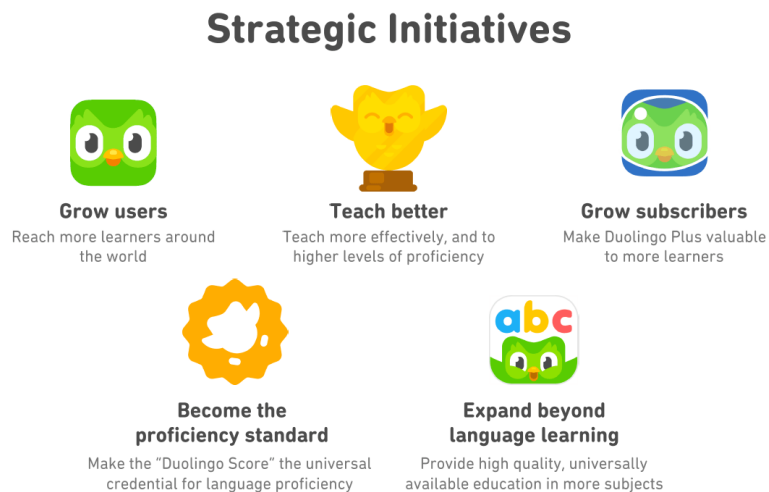 Strategic Initiatives
Grow users
Reach more learners around
the world
Teach better
Teach more effectively, and to
higher levels of proficiency
Grow subscribers
Make Duolingo Plus valuable
to more learners
Become the
proficiency standard
Make the “Duolingo Score” the universal
credential for language proficiency
abc
Expand beyond
language learning
Provide high quality, universally
available education in more subjects